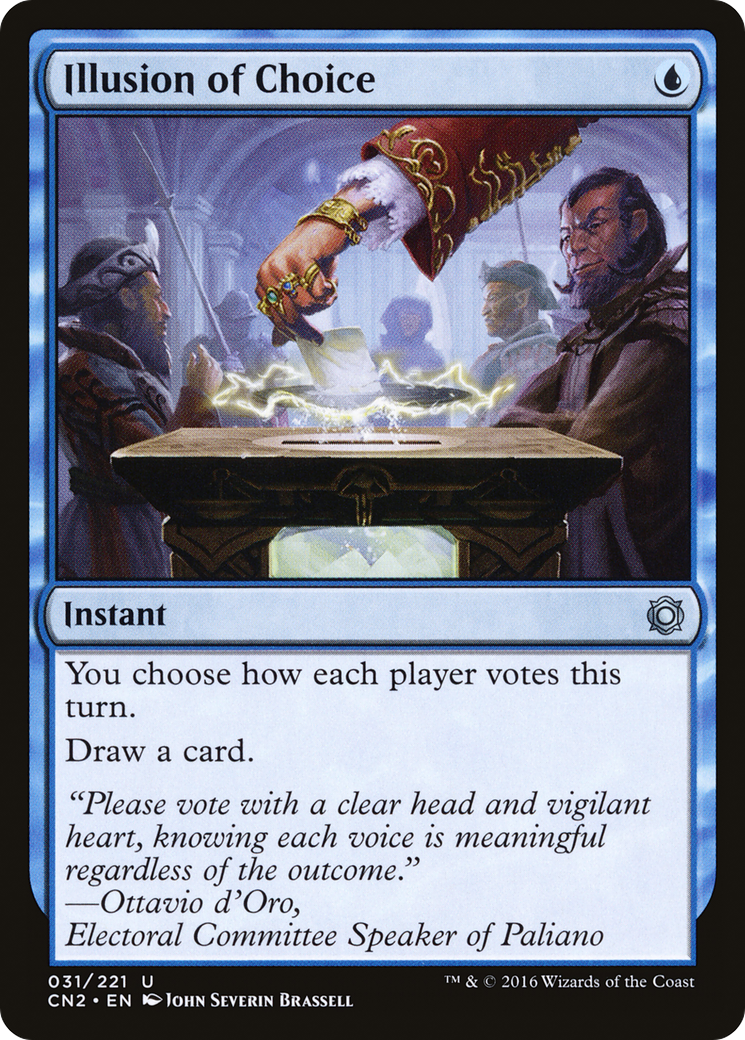 Illusion of Choice
Instant
You choose how each player votes this
turn.
Draw a card.
“Please vote with a clear head and vigilant
heart, knowing each voice is meaningful
regardless of the outcome.”
—Ottavio d’Oro,
Electoral Committee Speaker of Paliano
031/221 U
™ & © 2016 Wizards of the Coast
CN2 • EN John Severin Brassell